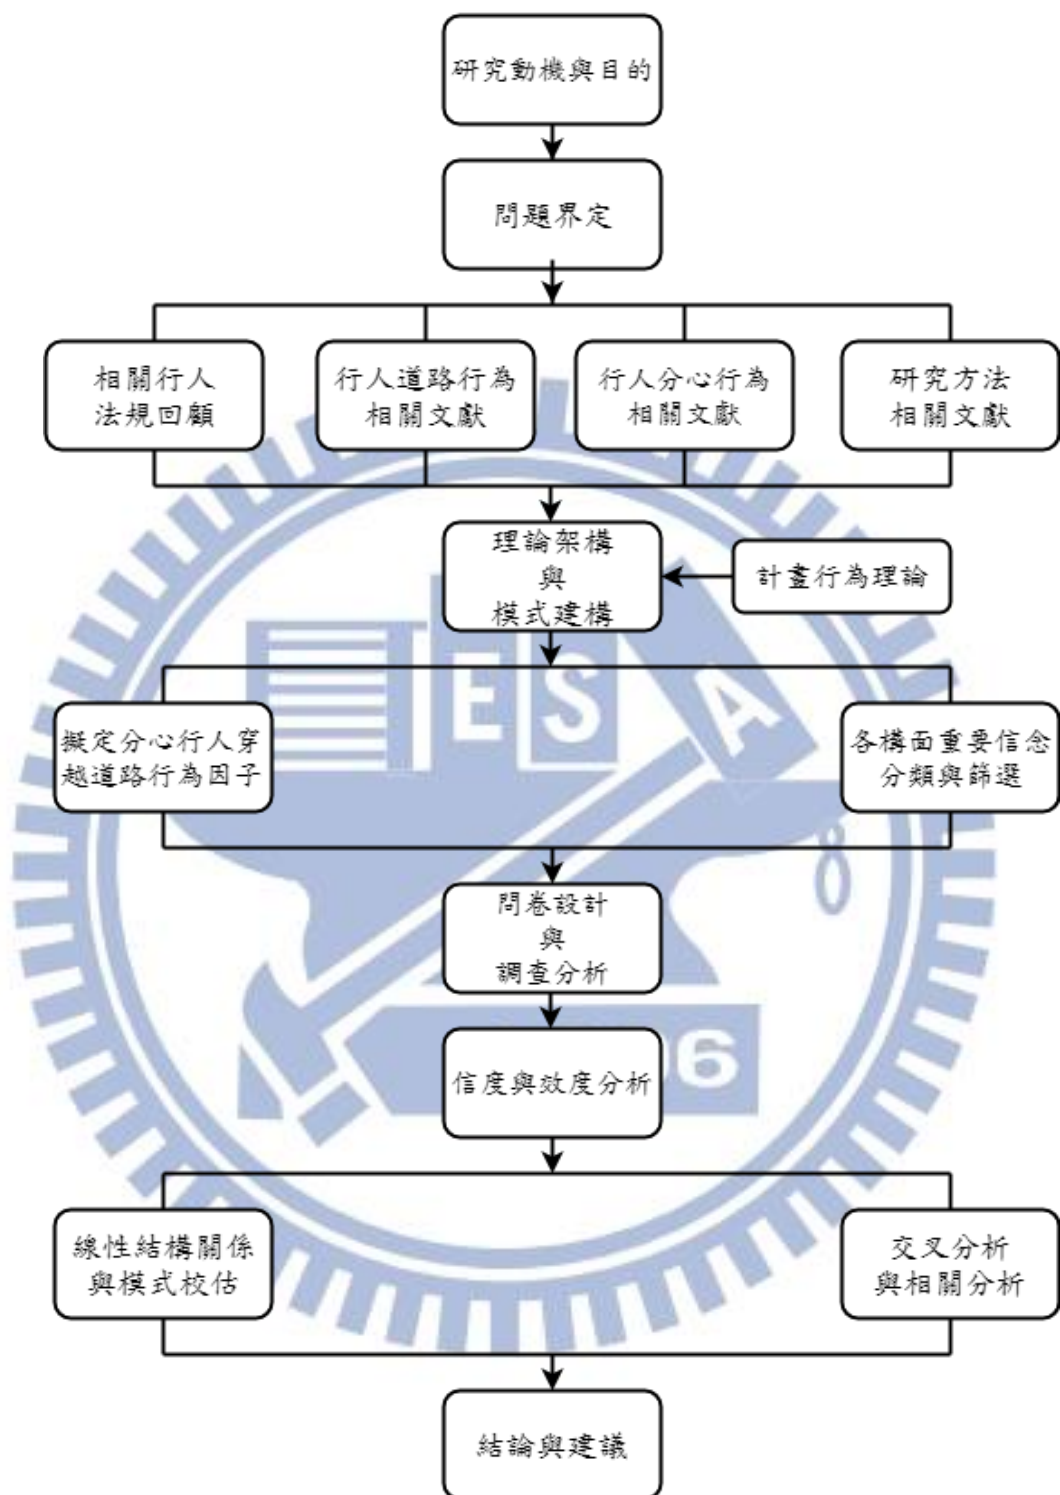 研究動機與目的
問題界定
相關行人
法規回顧
行人道路行為
相關文獻
行人分心行為
相關文獻
研究方法
相關文獻
理論架構
與
模式建構
計畫行為理論
擬定分心行人穿
越道路行為因子
各構面重要信念
分類與篩選
問卷設計
與
調查分析
信度與效度分析
線性結構關係
與模式校估
交叉分析
與相關分析
結論與建議
E
S
A